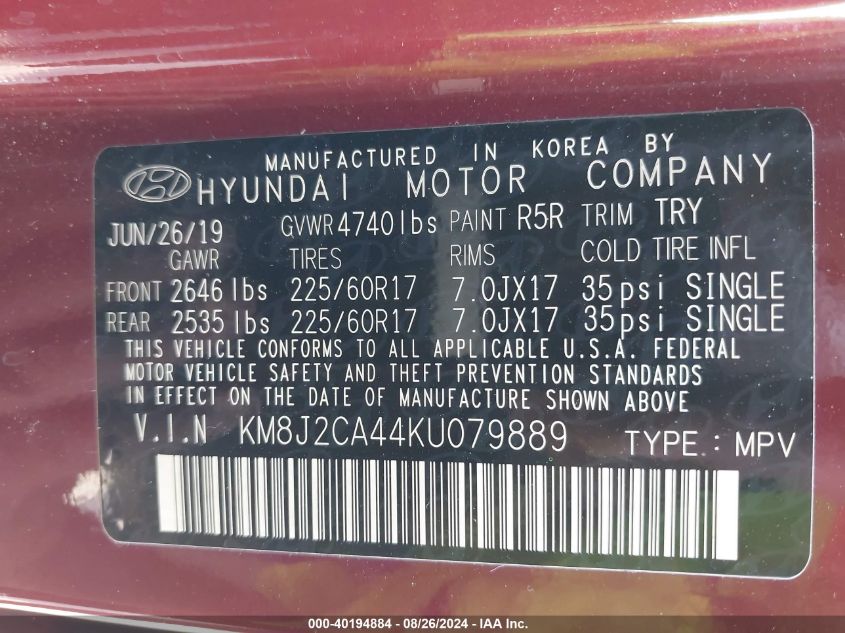 MANUFACTURED IN KOREA BY
HYUNDAI MOTOR COMPANY
JUN/26/19 GVWR 4740lbs PAINT R5R TRIM TRY
GAWR TIRES RIMS COLD TIRE INFL
FRONT 2646 lbs 225/60R17 7.0JX17 35psi SINGLE
REAR 2535 lbs 225/60R17 7.0JX17 35psi SINGLE
THIS VEHICLE CONFORMS TO ALL APPLICABLE U.S.A. FEDERAL
MOTOR VEHICLE SAFETY AND THEFT PREVENTION STANDARDS
IN EFFECT ON THE DATE OF MANUFACTURE SHOWN ABOVE
V.I.N KM8J2CA44KU079889 TYPE : MPV
000-40194884 - 08/26/2024 - IAA Inc.